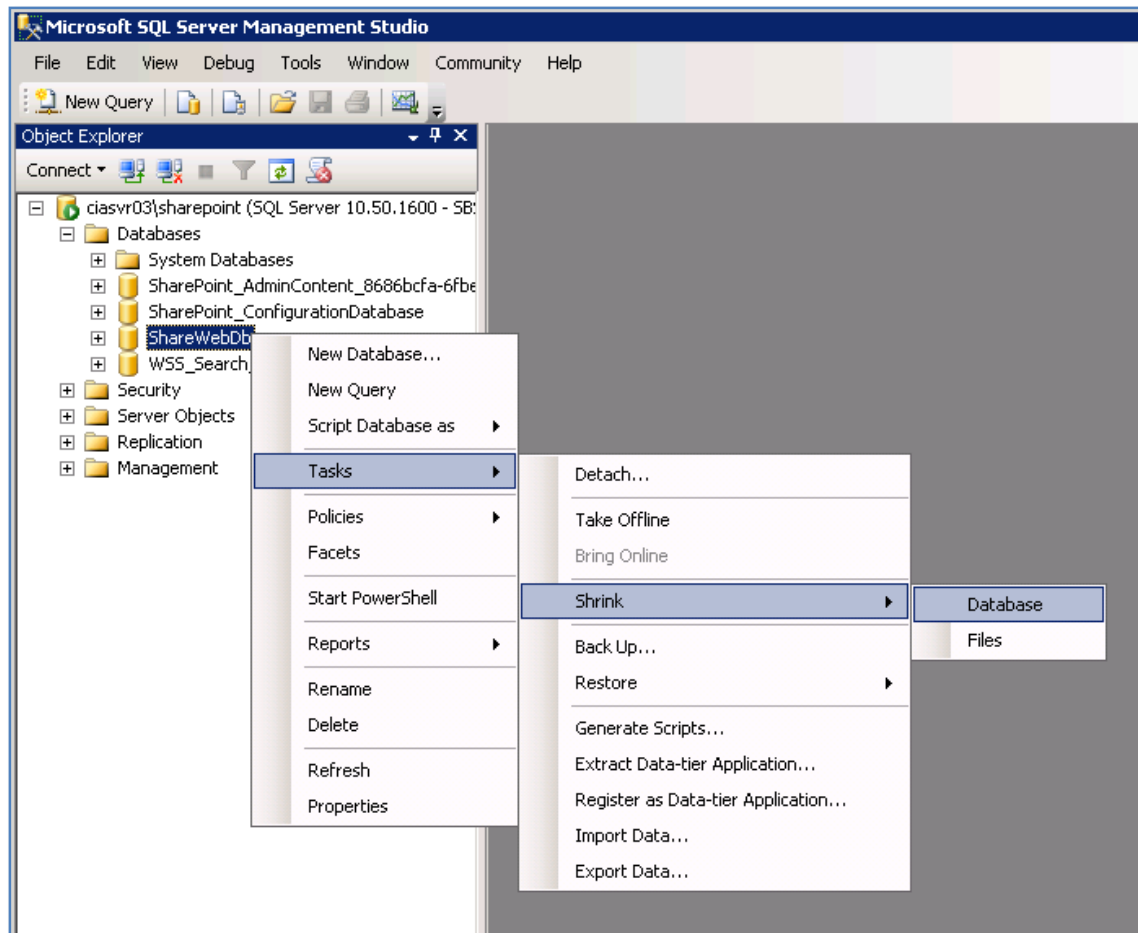 Microsoft SQL Server Management Studio
File Edit View Debug Tools Window Community Help
New Query
Object Explorer
Connect
ciasvr03\sharepoint (SQL Server 10.50.1600 - SBS
Databases
System Databases
SharePoint_AdminContent_8686bcfa-6fbe
SharePoint_ConfigurationDatabase
ShareWebDb
WSS_Search_
Security
Server Objects
Replication
Management
New Database...
New Query
Script Database as
Tasks
Policies
Facets
Start PowerShell
Reports
Rename
Delete
Refresh
Properties
Detach...
Take Offline
Bring Online
Shrink
Back Up...
Restore
Generate Scripts...
Extract Data-tier Application...
Register as Data-tier Application...
Import Data...
Export Data...
Database
Files